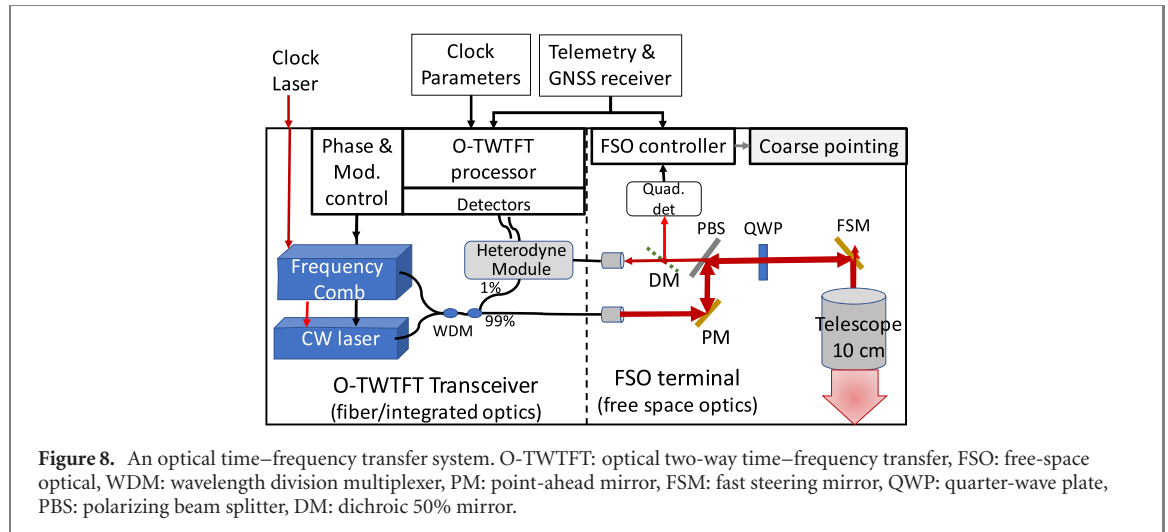 Clock
Laser
Clock
Parameters
Telemetry &
GNSS receiver
Phase &
Mod.
control
O-TWTFT
processor
Detectors
FSO controller
Coarse pointing
Quad.
det
PBS
QWP
FSM
Heterodyne
Module
DM
Frequency
Comb
1%
WDM
99%
CW laser
PM
Telescope
10 cm
O-TWTFT Transceiver
(fiber/integrated optics)
FSO terminal
(free space optics)
Figure 8. An optical time–frequency transfer system. O-TWTFT: optical two-way time–frequency transfer, FSO: free-space
optical, WDM: wavelength division multiplexer, PM: point-ahead mirror, FSM: fast steering mirror, QWP: quarter-wave plate,
PBS: polarizing beam splitter, DM: dichroic 50% mirror.